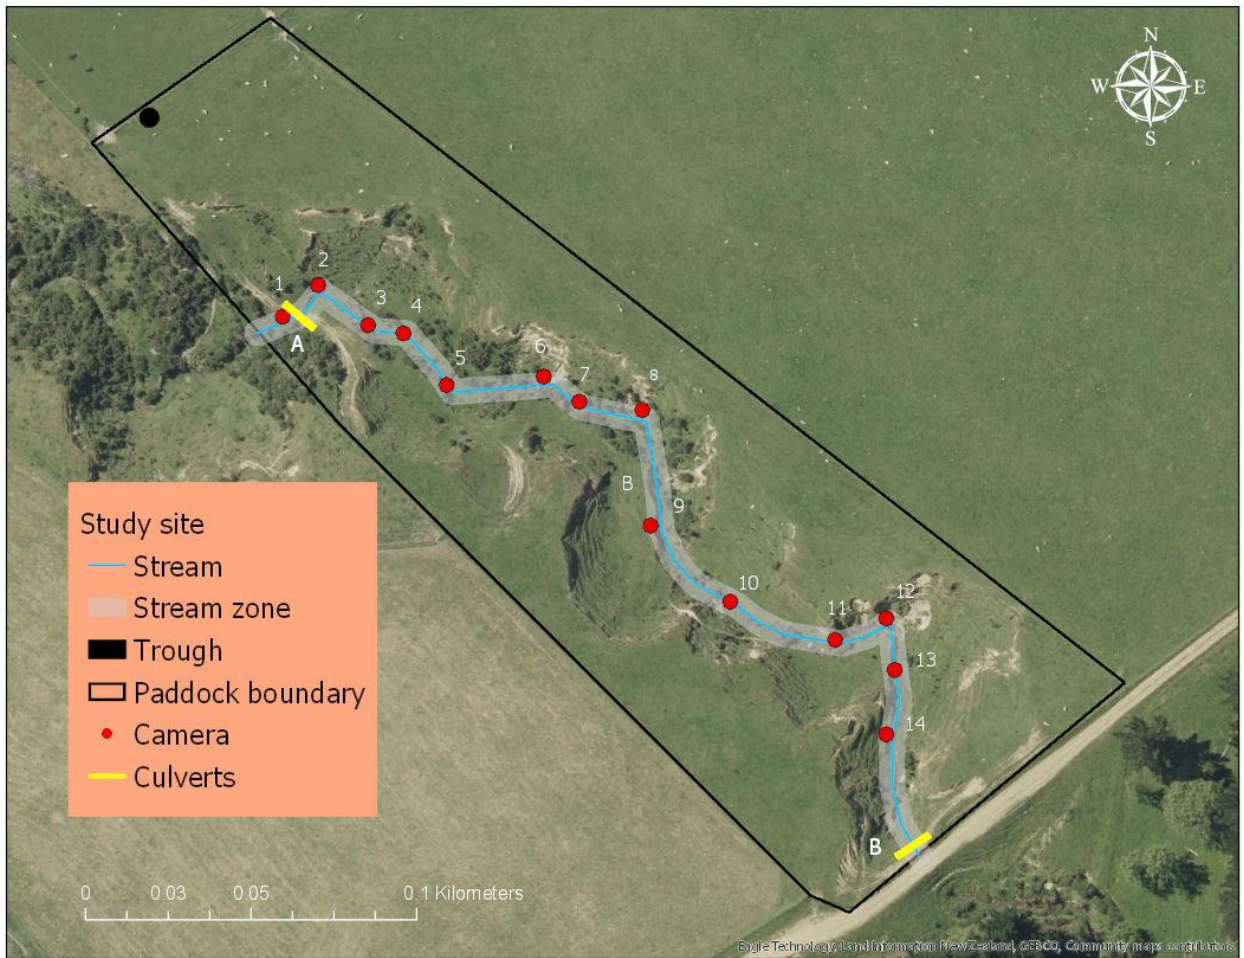 N
W E
S
2
1
3 4
A
5
6
7
8
B
9
10
11
12
13
14
B
Study site
Stream
Stream zone
Trough
Paddock boundary
Camera
Culverts
0 0.03 0.05 0.1 Kilometers
Eagle Technology, Land Information New Zealand, GEBCO, Community maps contributors